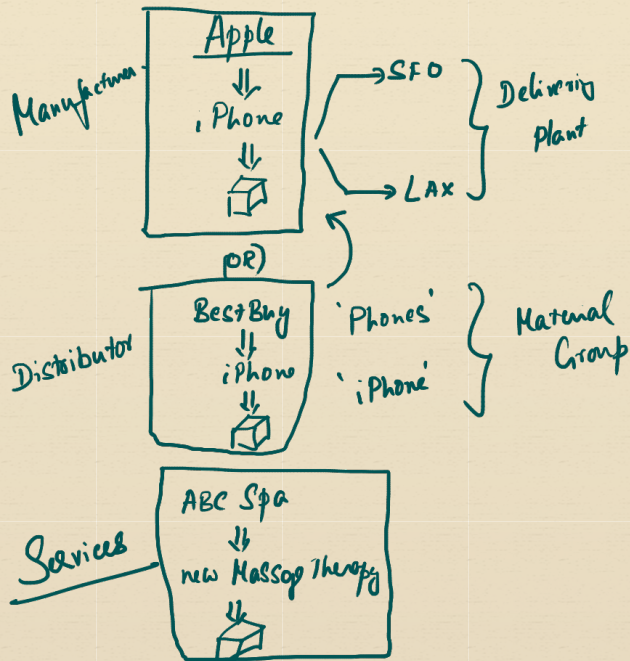 Apple
Manufacturer
iPhone
SFO
LAX
Delivering
Plant
OR)
Distributor
BestBuy
iPhone
'Phones'
'iPhone'
Material
Group
Services
ABC Spa
new Massage Therapy